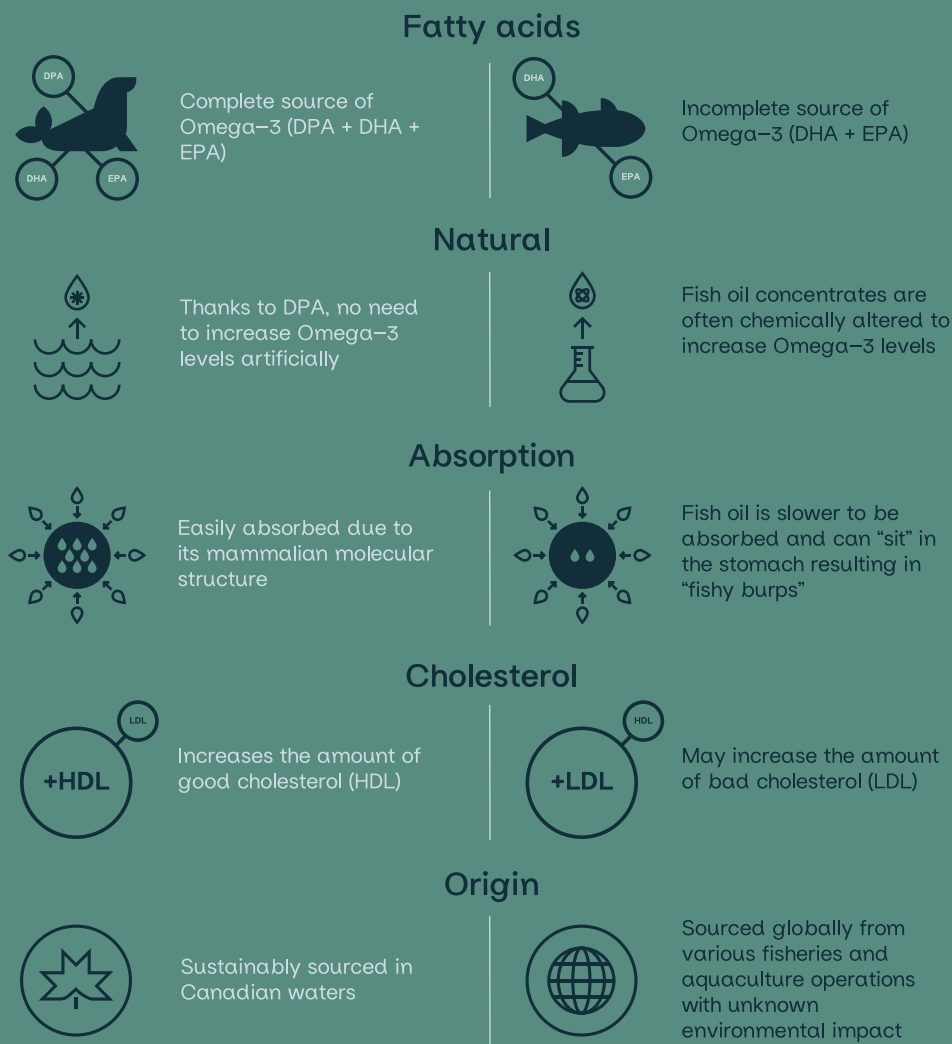 Fatty acids
DPA
DHA
EPA
Complete source of
Omega–3 (DPA + DHA +
EPA)
DHA
EPA
Incomplete source of
Omega–3 (DHA + EPA)
Natural
Thanks to DPA, no need
to increase Omega–3
levels artificially
Fish oil concentrates are
often chemically altered to
increase Omega–3 levels
Absorption
Easily absorbed due to
its mammalian molecular
structure
Fish oil is slower to be
absorbed and can “sit” in
the stomach resulting in
“fishy burps”
Cholesterol
LDL
+HDL
Increases the amount of
good cholesterol (HDL)
HDL
+LDL
May increase the amount
of bad cholesterol (LDL)
Origin
Sustainably sourced in
Canadian waters
Sourced globally from
various fisheries and
aquaculture operations
with unknown
environmental impact